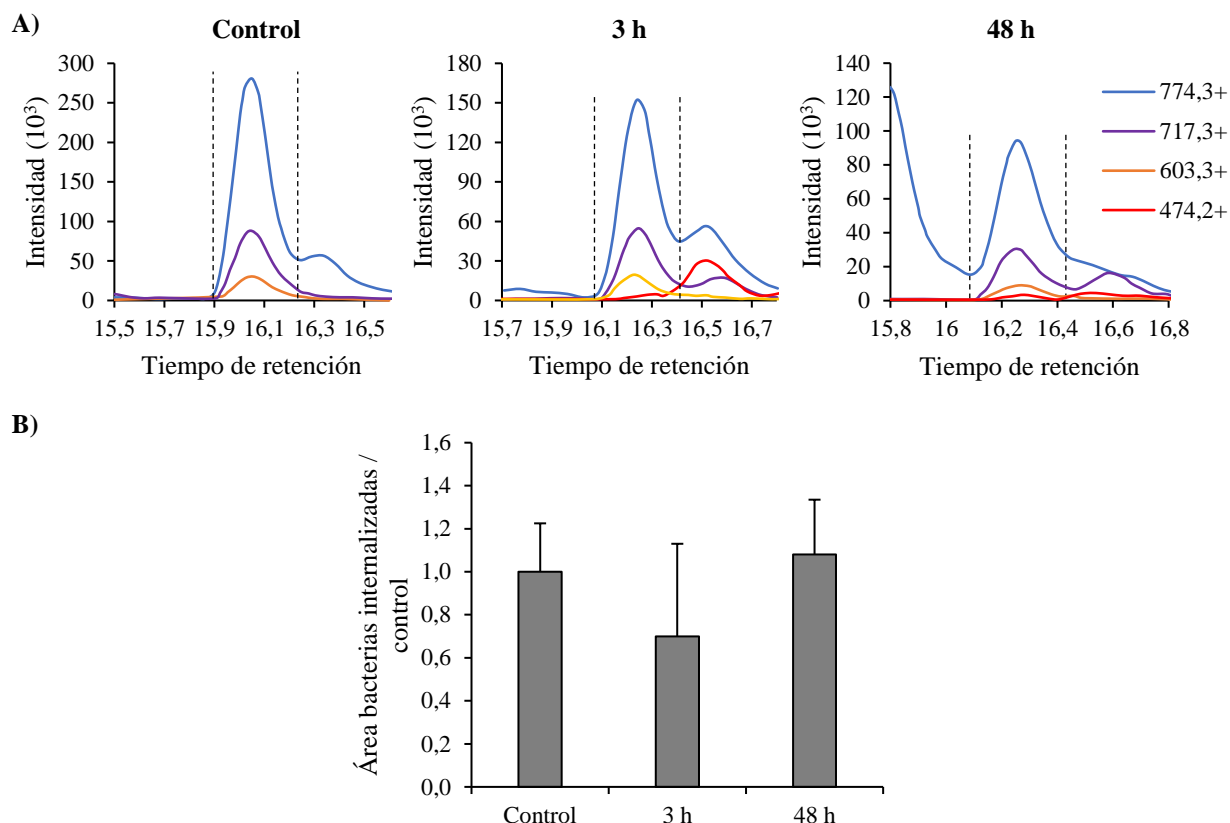 A)
Control
3 h
48 h
Intensidad (10³)
300
250
200
150
100
50
0
15,5 15,7 15,9 16,1 16,3 16,5
Tiempo de retención
Intensidad (10³)
180
150
120
90
60
30
0
15,7 15,9 16,1 16,3 16,5 16,7
Tiempo de retención
Intensidad (10³)
140
120
100
80
60
40
20
0
15,8 16 16,2 16,4 16,6 16,8
Tiempo de retención
774,3+
717,3+
603,3+
474,2+
B)
Área bacterias internalizadas /
control
1,6
1,4
1,2
1,0
0,8
0,6
0,4
0,2
0,0
Control 3 h 48 h